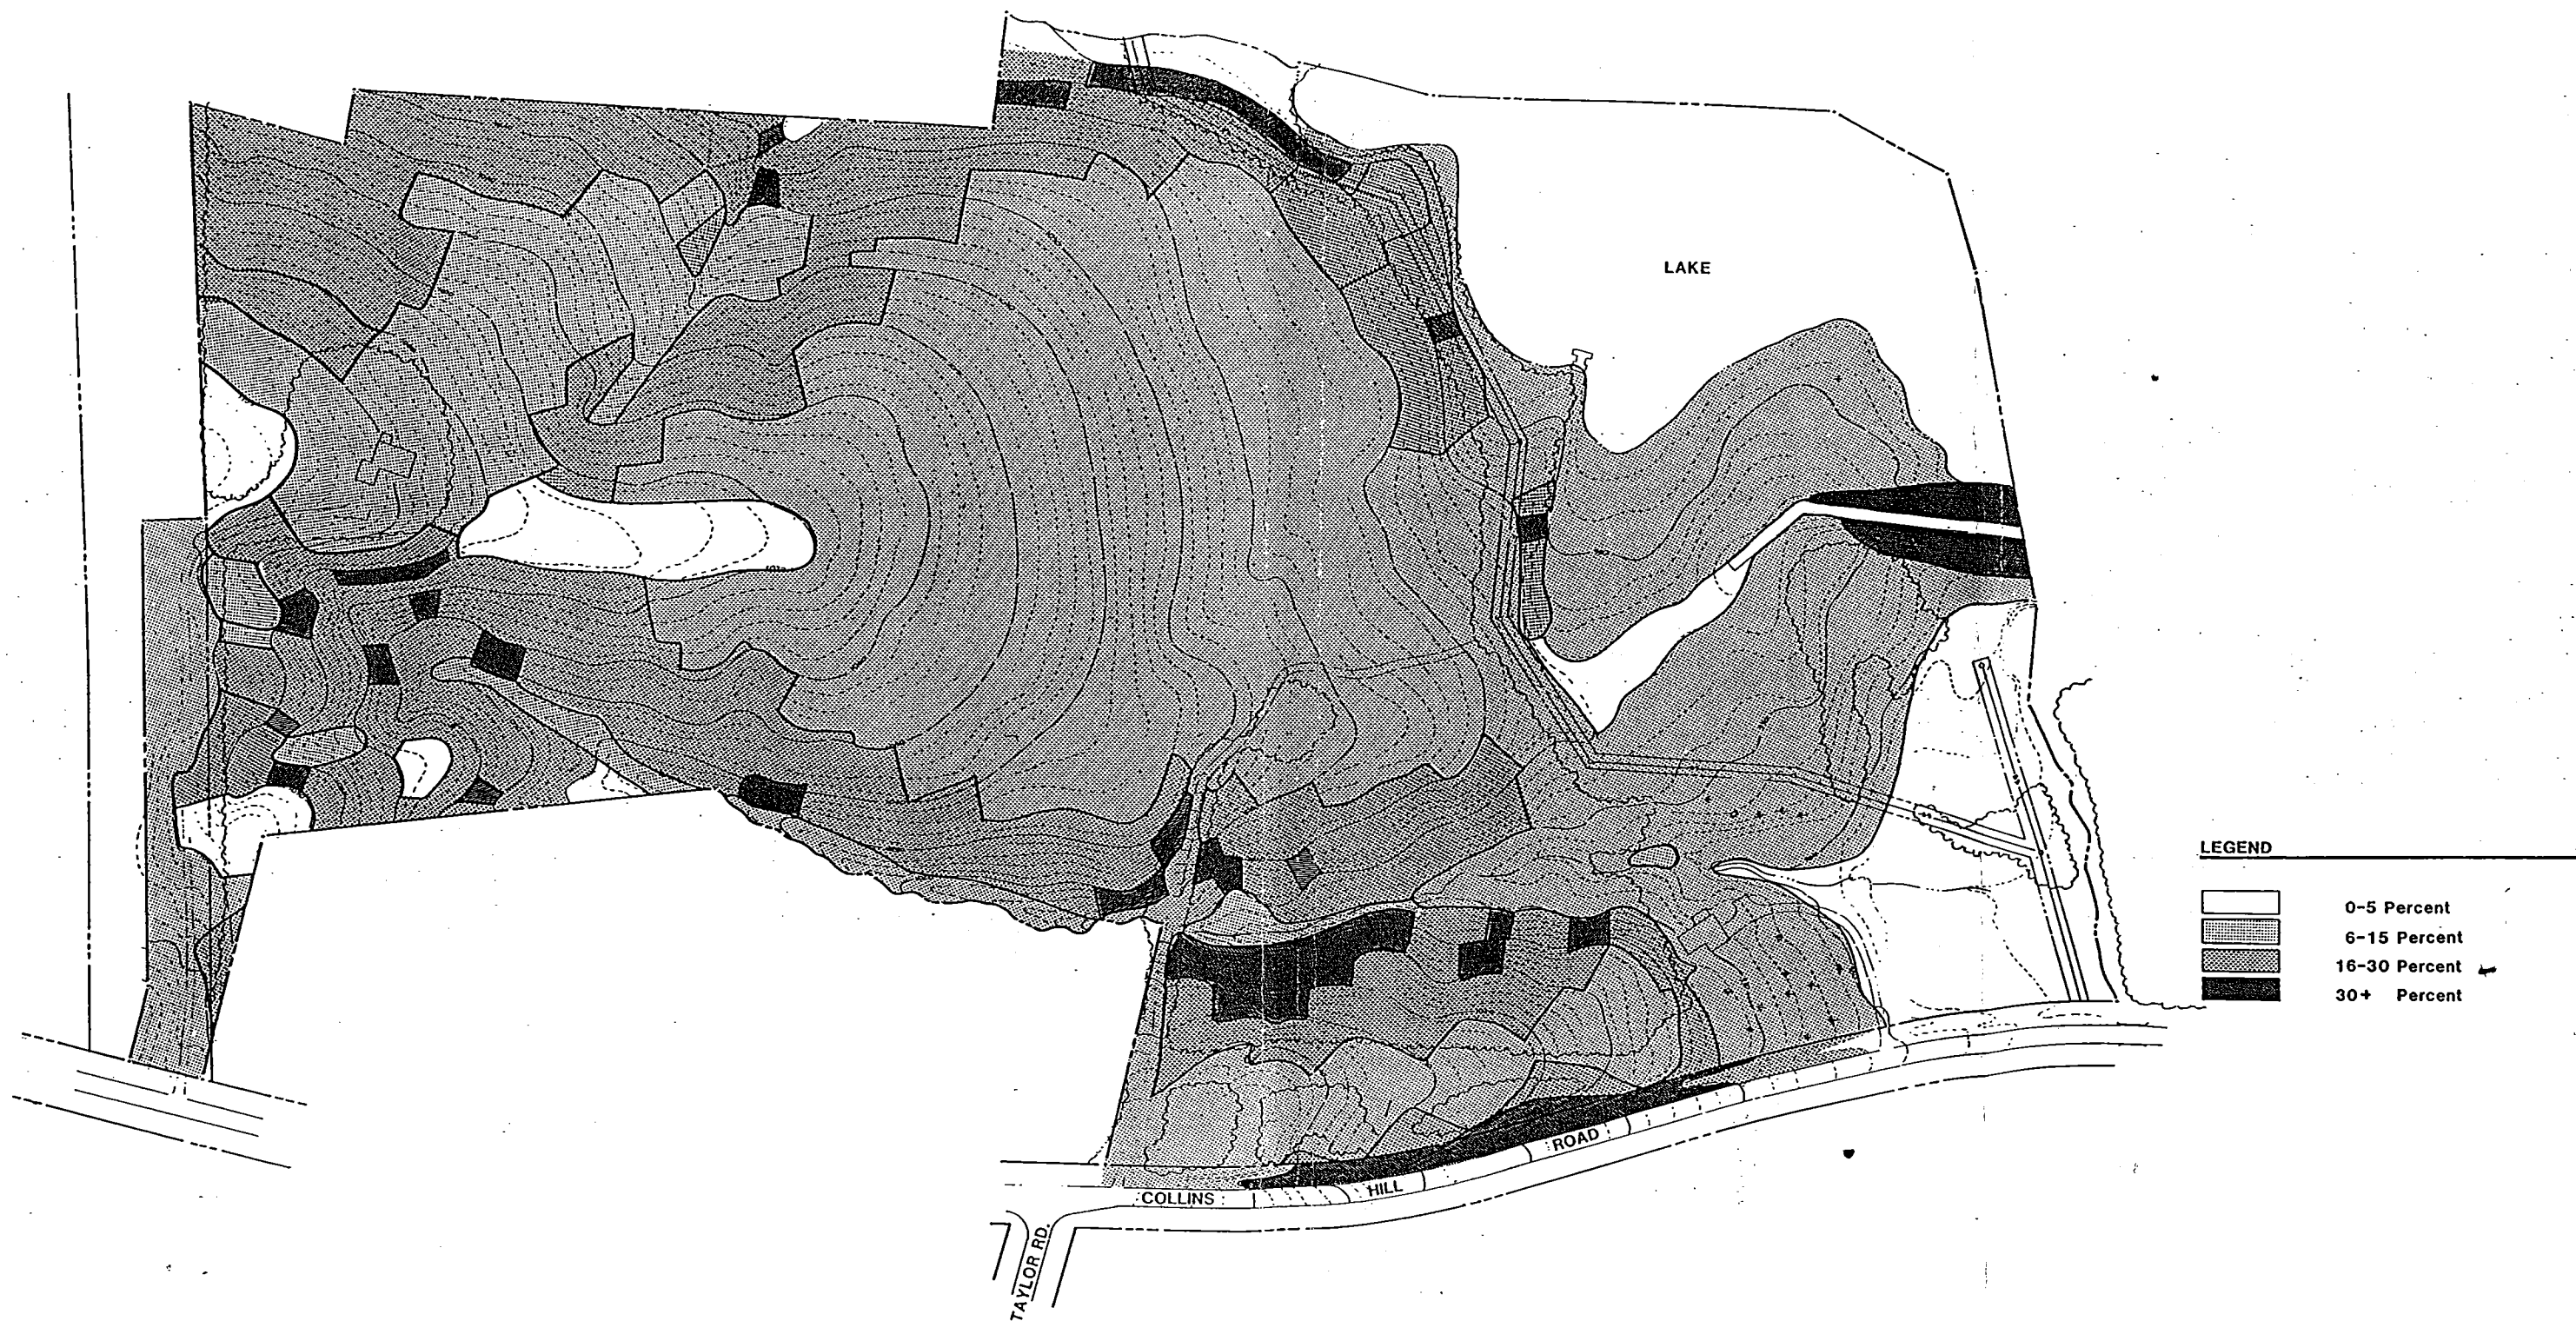 LAKE
LEGEND
0-5 Percent
6-15 Percent
16-30 Percent
30+ Percent
COLLINS HILL ROAD
TAYLOR RD.